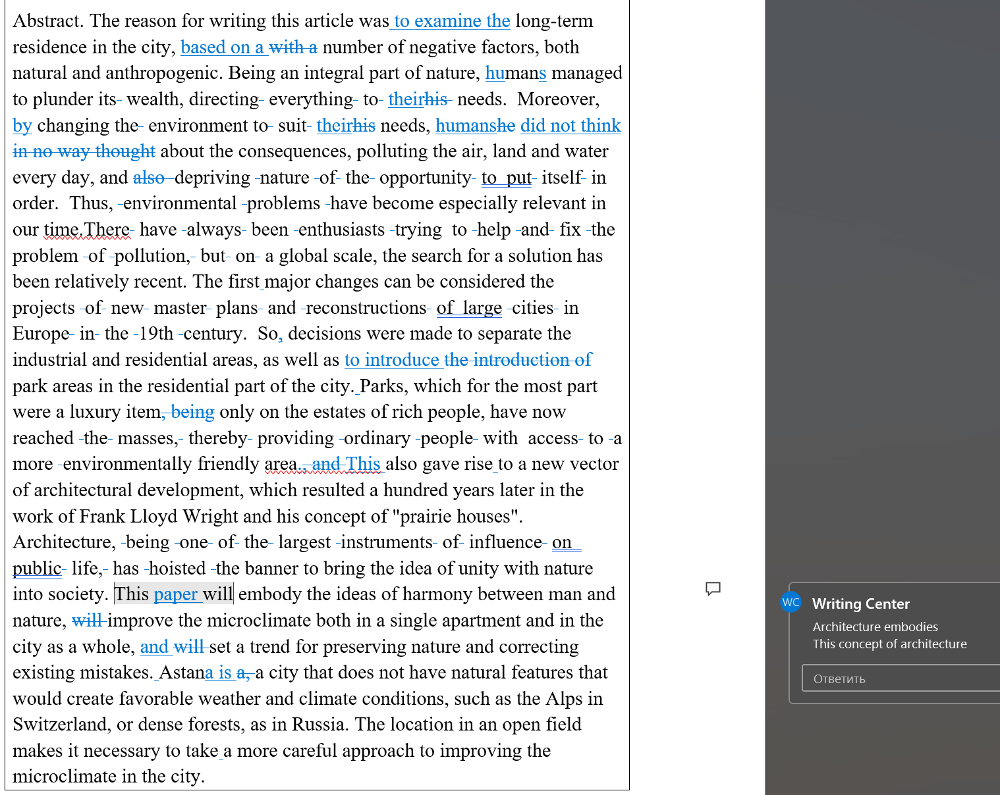 Abstract. The reason for writing this article was to examine the long-term
residence in the city, based on a with a number of negative factors, both
natural and anthropogenic. Being an integral part of nature, humans managed
to plunder its wealth, directing everything to theirhis needs. Moreover,
by changing the environment to suit theirhis needs, humanshe did not think
in no way thought about the consequences, polluting the air, land and water
every day, and also depriving nature of the opportunity to put itself in
order. Thus, environmental problems have become especially relevant in
our time.There have always been enthusiasts trying to help and fix the
problem of pollution, but on a global scale, the search for a solution has
been relatively recent. The first major changes can be considered the
projects of new master plans and reconstructions of large cities in
Europe in the 19th century. So, decisions were made to separate the
industrial and residential areas, as well as to introduce the introduction of
park areas in the residential part of the city. Parks, which for the most part
were a luxury item, being only on the estates of rich people, have now
reached the masses, thereby providing ordinary people with access to a
more environmentally friendly area., and This also gave rise to a new vector
of architectural development, which resulted a hundred years later in the
work of Frank Lloyd Wright and his concept of "prairie houses".
Architecture, being one of the largest instruments of influence on
public life, has hoisted the banner to bring the idea of unity with nature
into society. This paper will embody the ideas of harmony between man and
nature, will improve the microclimate both in a single apartment and in the
city as a whole, and will set a trend for preserving nature and correcting
existing mistakes. Astana is a, a city that does not have natural features that
would create favorable weather and climate conditions, such as the Alps in
Switzerland, or dense forests, as in Russia. The location in an open field
makes it necessary to take a more careful approach to improving the
microclimate in the city.
WC Writing Center
Architecture embodies
This concept of architecture
Ответить